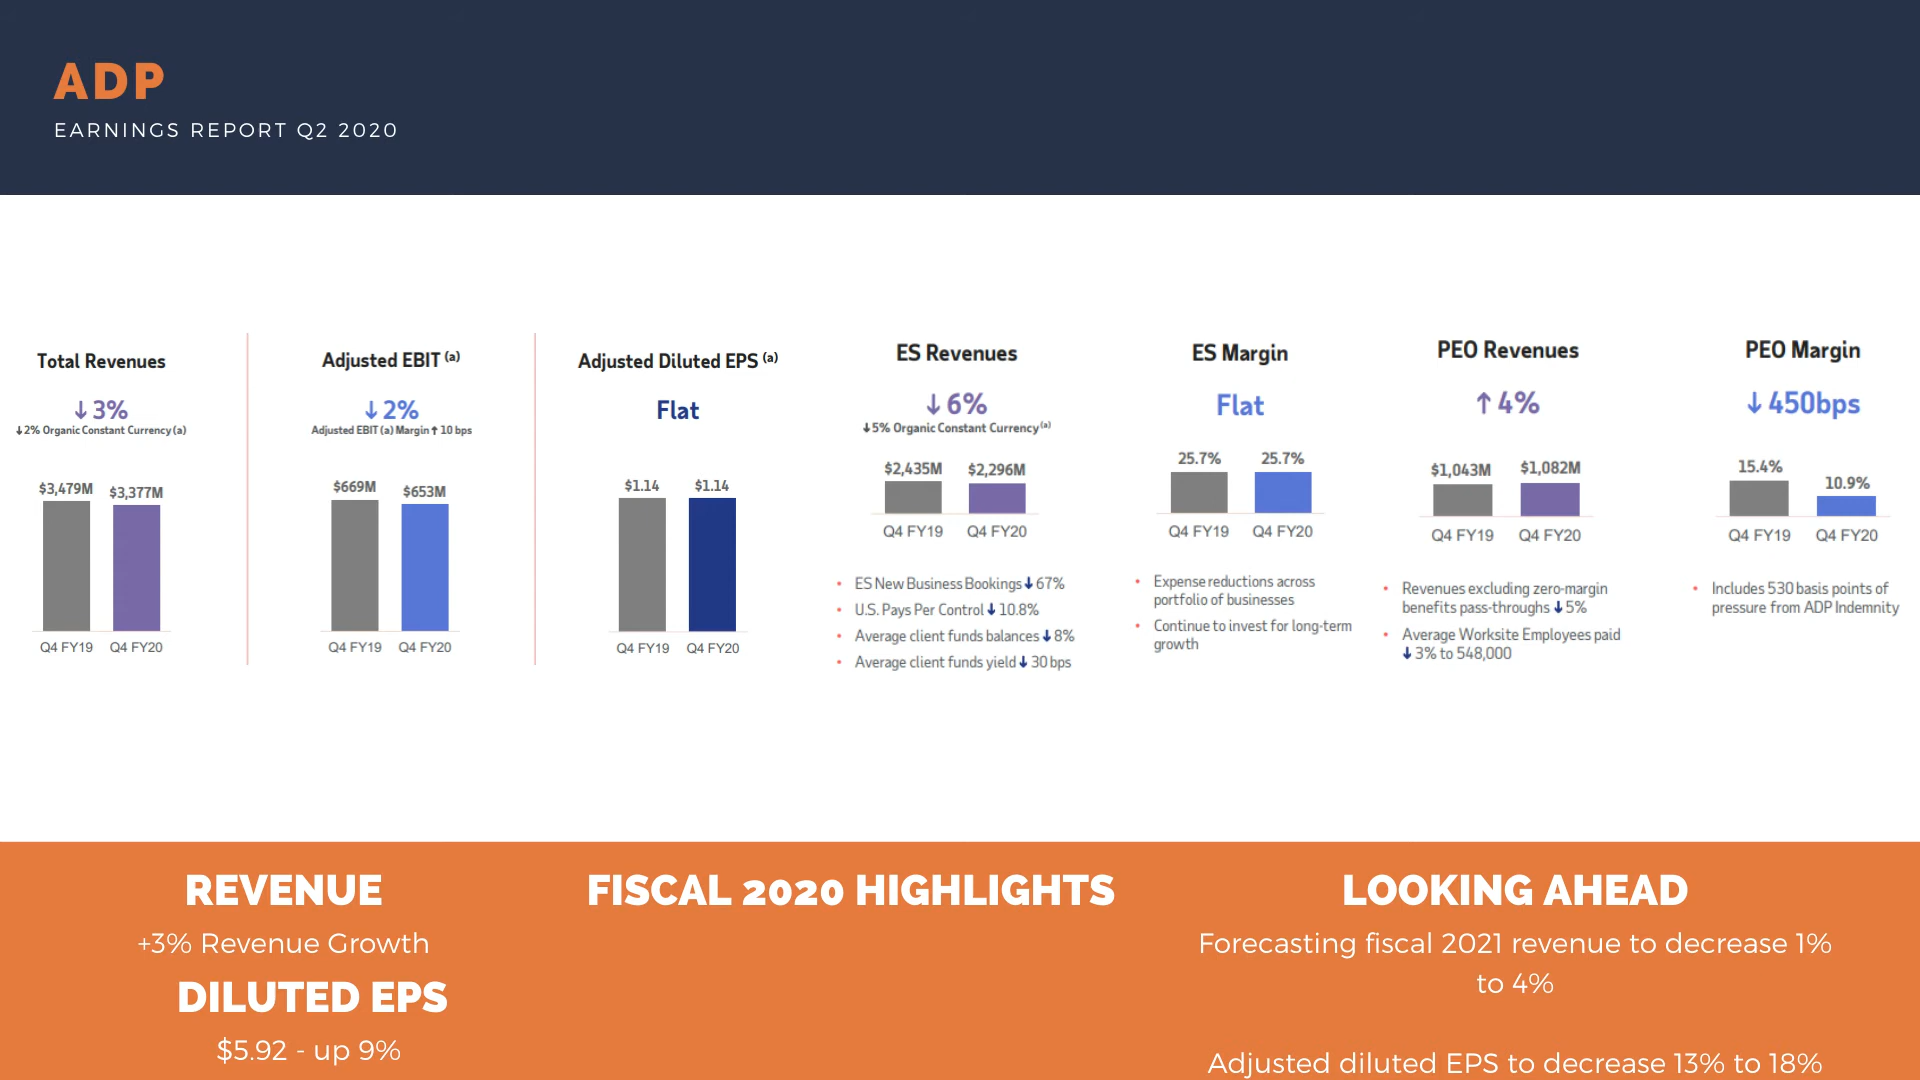 ADP
EARNINGS REPORT Q2 2020
Total Revenues
↓3%
↓2% Organic Constant Currency (a)
$3,479M $3,377M
Q4 FY19 Q4 FY20
Adjusted EBIT (a)
↓2%
Adjusted EBIT (a) Margin ↑ 10 bps
$669M $653M
Q4 FY19 Q4 FY20
Adjusted Diluted EPS (a)
Flat
$1.14 $1.14
Q4 FY19 Q4 FY20
ES Revenues
↓6%
↓5% Organic Constant Currency (a)
$2,435M $2,296M
Q4 FY19 Q4 FY20
• ES New Business Bookings ↓ 67%
• U.S. Pays Per Control ↓ 10.8%
• Average client funds balances ↓ 8%
• Average client funds yield ↓ 30 bps
ES Margin
Flat
25.7% 25.7%
Q4 FY19 Q4 FY20
• Expense reductions across
portfolio of businesses
• Continue to invest for long-term
growth
PEO Revenues
↑4%
$1,043M $1,082M
Q4 FY19 Q4 FY20
• Revenues excluding zero-margin
benefits pass-throughs ↓ 5%
• Average Worksite Employees paid
↓ 3% to 548,000
PEO Margin
↓450bps
15.4% 10.9%
Q4 FY19 Q4 FY20
• Includes 530 basis points of
pressure from ADP Indemnity
REVENUE
+3% Revenue Growth
DILUTED EPS
$5.92 - up 9%
FISCAL 2020 HIGHLIGHTS
LOOKING AHEAD
Forecasting fiscal 2021 revenue to decrease 1%
to 4%
Adjusted diluted EPS to decrease 13% to 18%